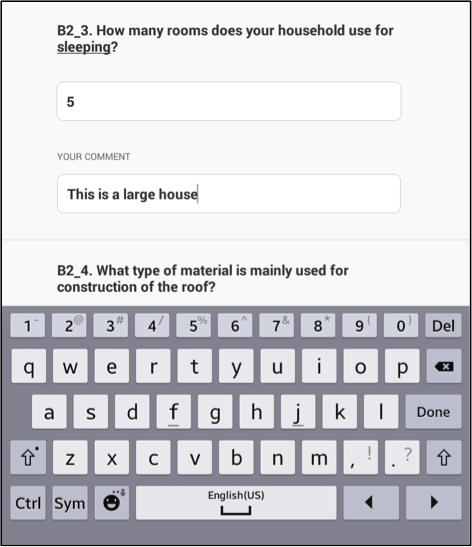 B2_3. How many rooms does your household use for
sleeping?
5
YOUR COMMENT
This is a large house
B2_4. What type of material is mainly used for
construction of the roof?
1 - 2 @ 3 # 4 / 5 % 6 ^ 7 & 8 * 9 ( 0 ) Del
q w e r t y u i o p
a s d f g h j k l Done
z x c v b n m , ! . ?
Ctrl Sym English(US)